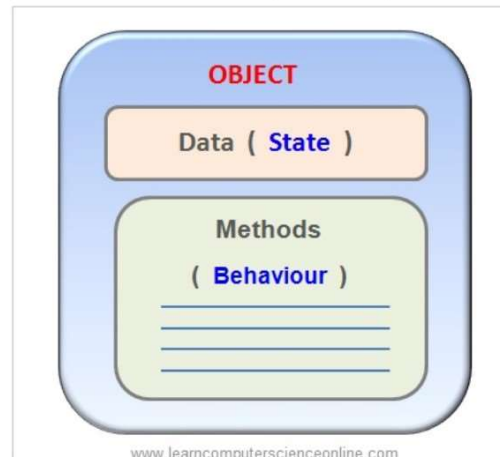 OBJECT
Data ( State )
Methods
( Behaviour )
www.learncomputerscienceonline.com